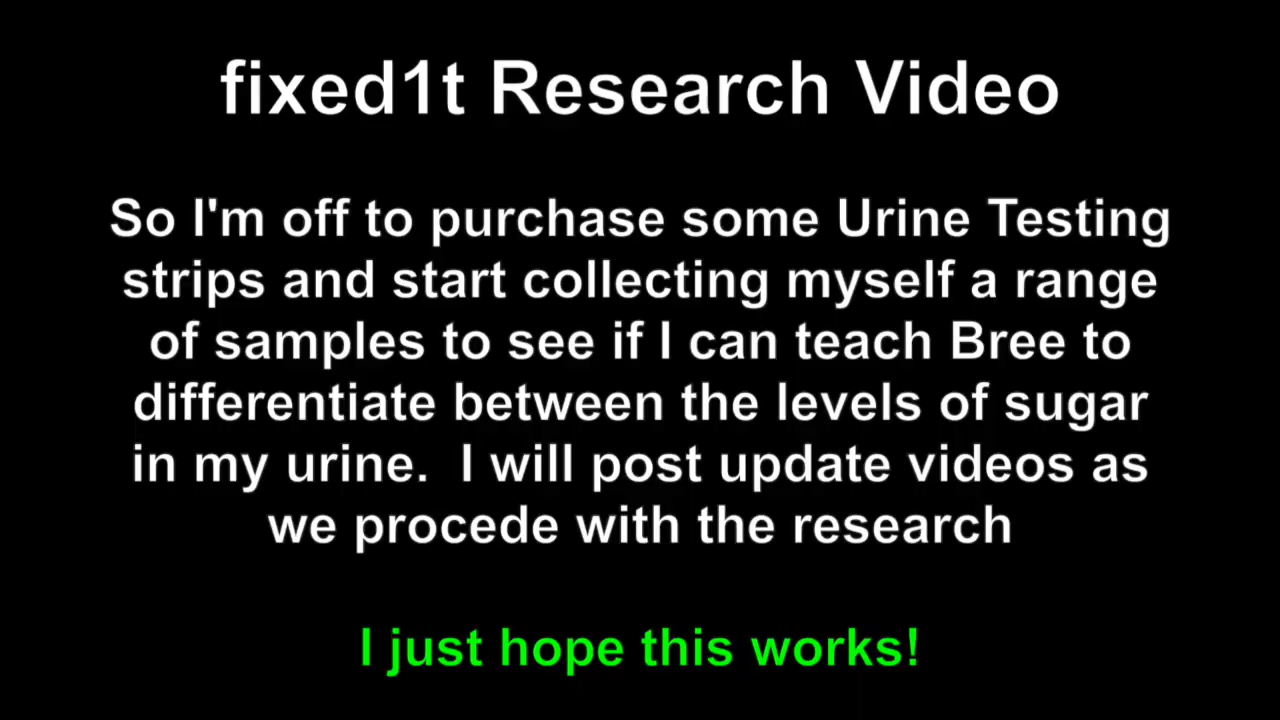 fixed1t Research Video
So I'm off to purchase some Urine Testing
strips and start collecting myself a range
of samples to see if I can teach Bree to
differentiate between the levels of sugar
in my urine.  I will post update videos as
we procede with the research
I just hope this works!